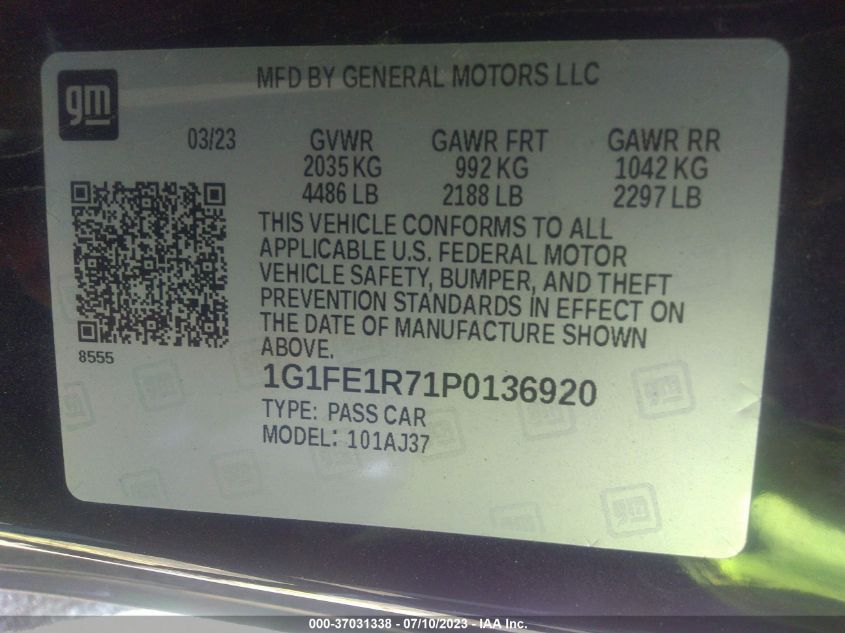 MFD BY GENERAL MOTORS LLC
gm
03/23 GVWR GAWR FRT GAWR RR
2035 KG 992 KG 1042 KG
4486 LB 2188 LB 2297 LB
THIS VEHICLE CONFORMS TO ALL
APPLICABLE U.S. FEDERAL MOTOR
VEHICLE SAFETY, BUMPER, AND THEFT
PREVENTION STANDARDS IN EFFECT ON
THE DATE OF MANUFACTURE SHOWN
ABOVE.
8555
1G1FE1R71P0136920
TYPE: PASS CAR
MODEL: 101AJ37
000-37031338 - 07/10/2023 - IAA Inc.